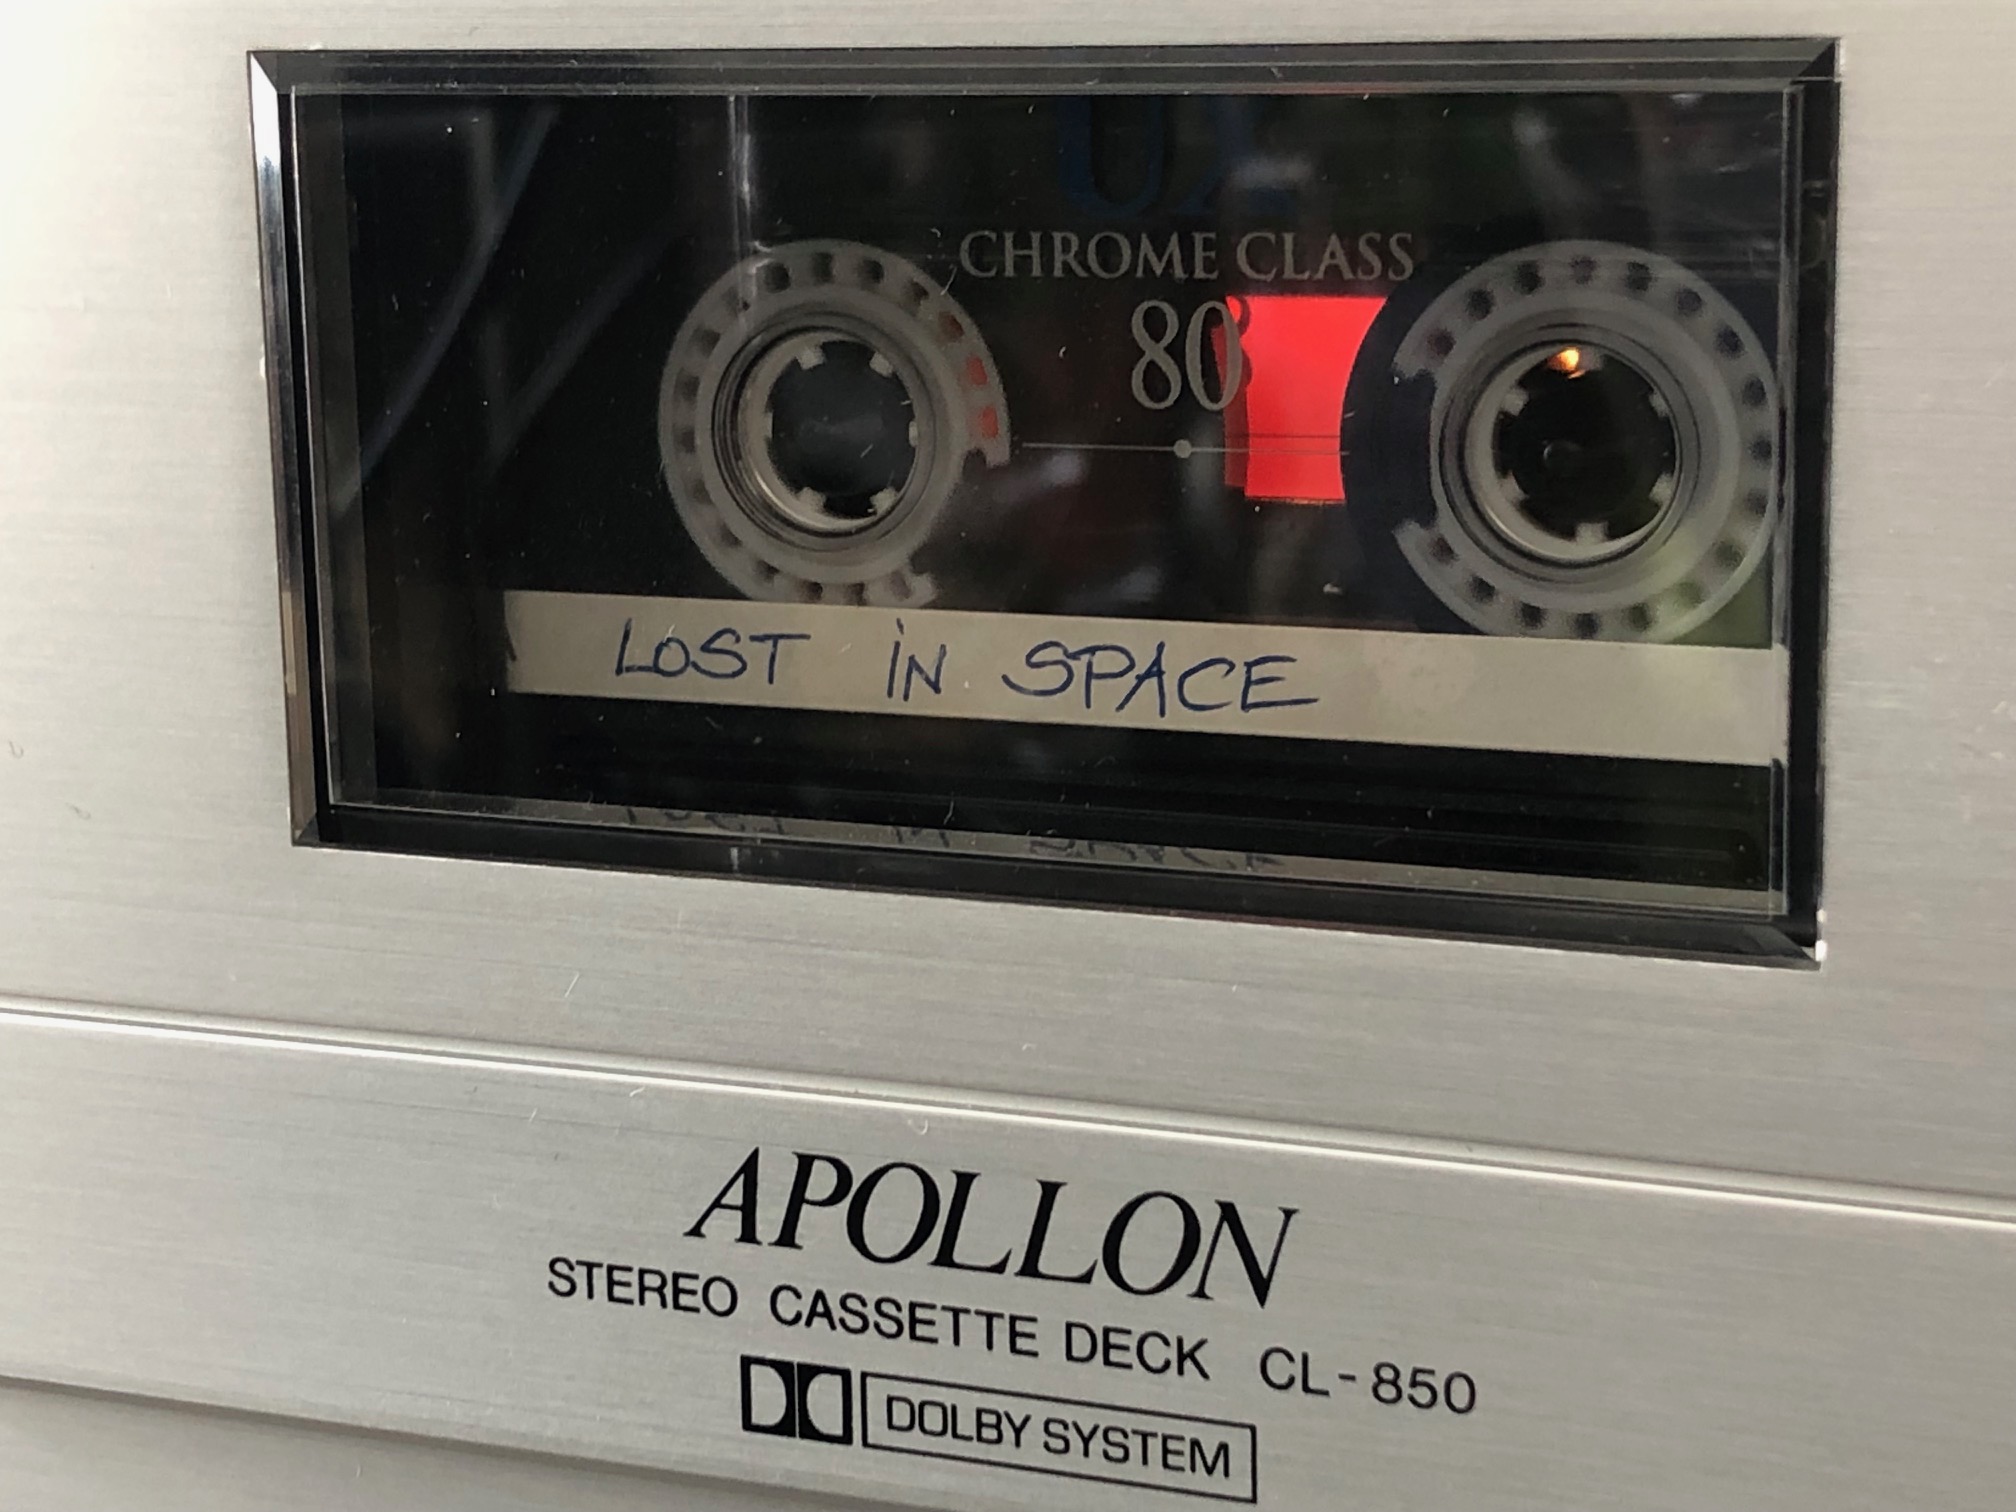 CHROME CLASS
80
LOST iN SPACE
APOLLON
STEREO CASSETTE DECK CL-850
DOLBY SYSTEM